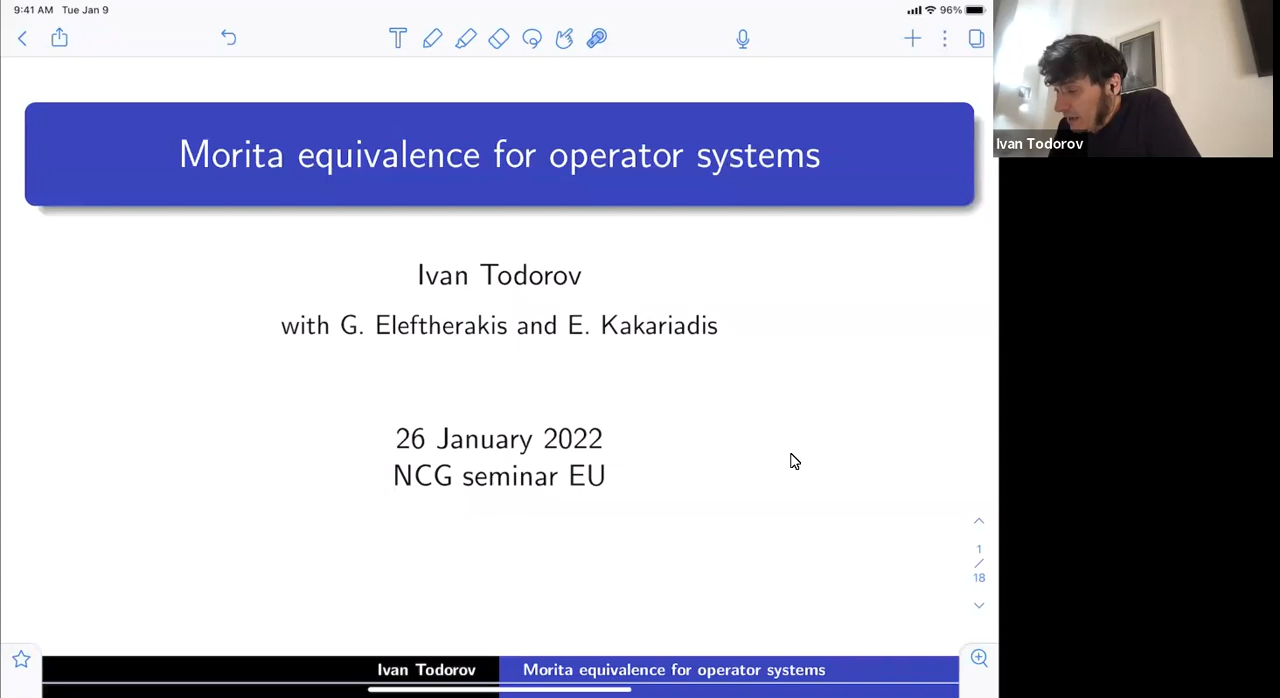 9:41 AM Tue Jan 9
96%
Morita equivalence for operator systems
Ivan Todorov
Ivan Todorov
with G. Eleftherakis and E. Kakariadis
26 January 2022
NCG seminar EU
1
/
18
Ivan Todorov
Morita equivalence for operator systems